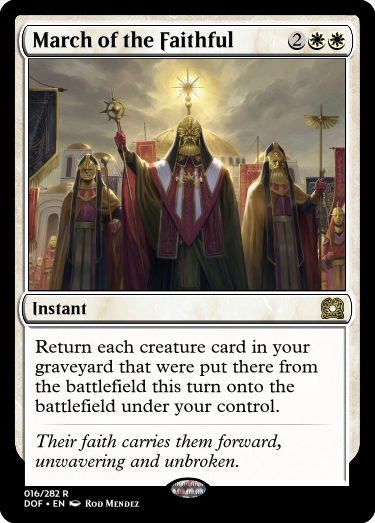 March of the Faithful 2
Instant
Return each creature card in your
graveyard that were put there from
the battlefield this turn onto the
battlefield under your control.
Their faith carries them forward,
unwavering and unbroken.
016/282 R
DOF • EN Rod Mendez